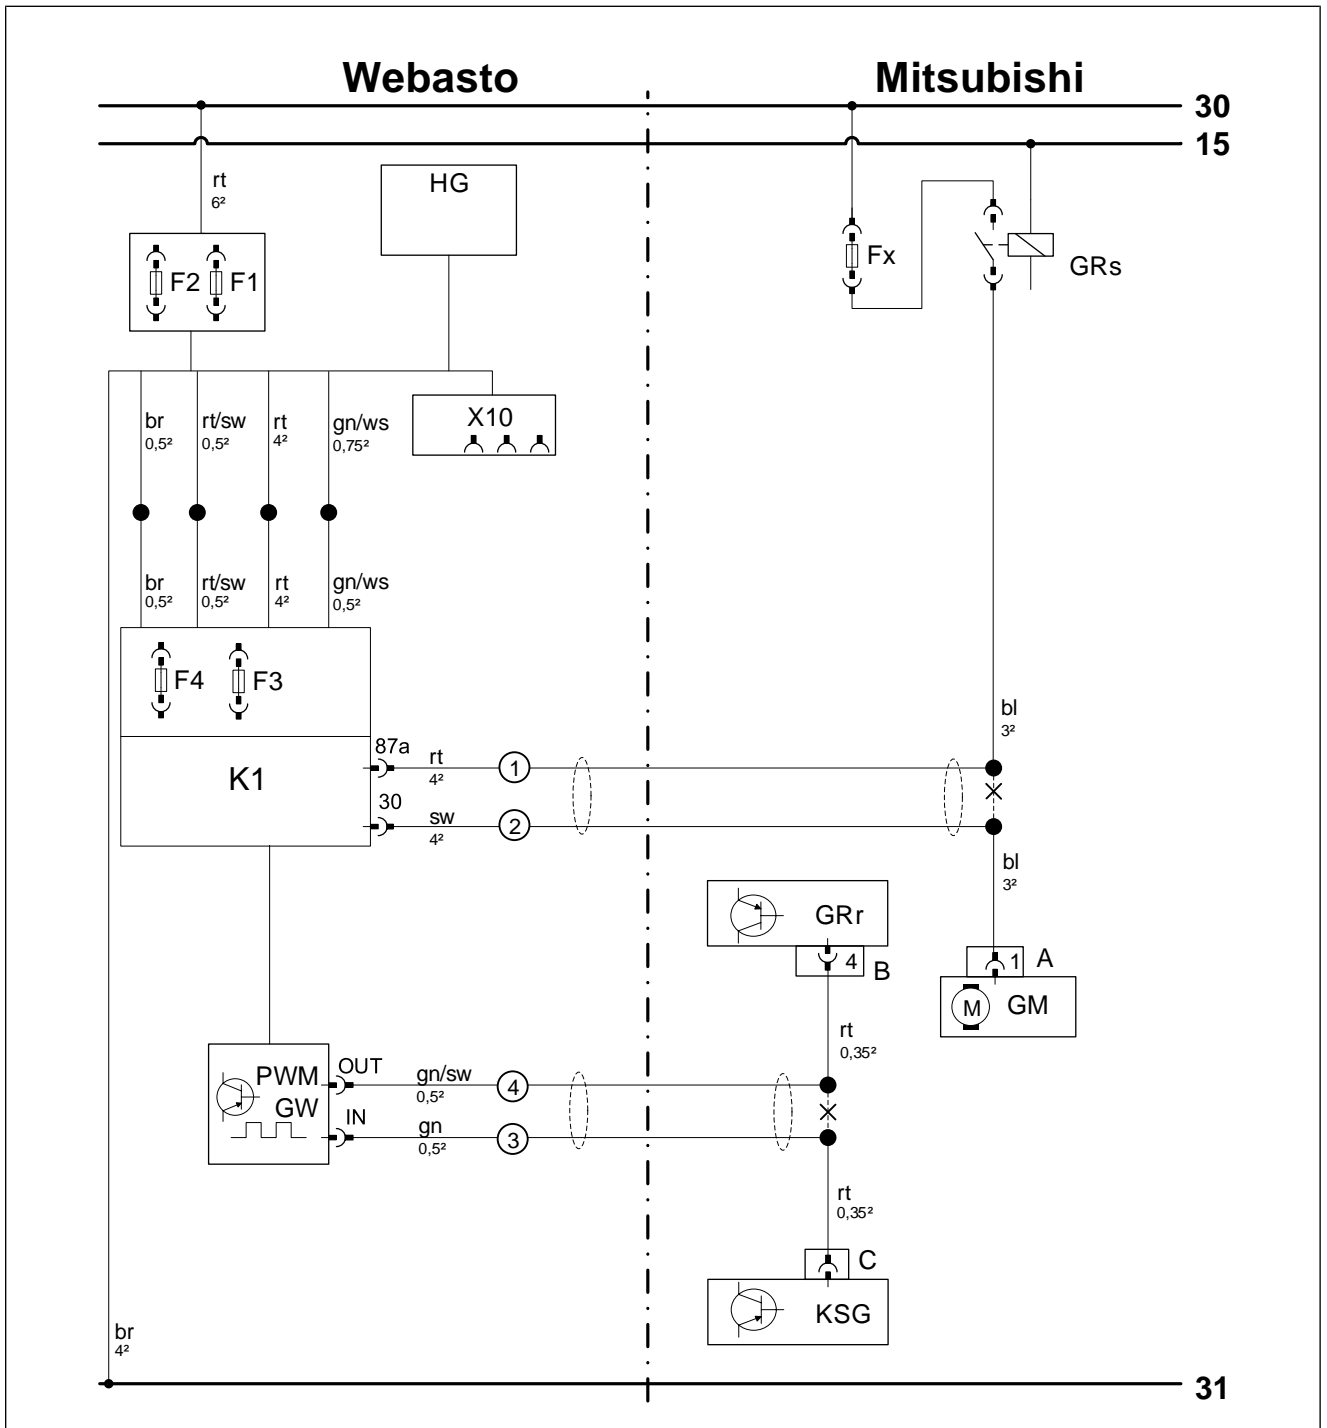 Webasto
Mitsubishi
30
15
rt
6²
HG
F2
F1
Fx
GRs
X10
br
0,5²
rt/sw
0,5²
rt
4²
gn/ws
0,75²
br
0,5²
rt/sw
0,5²
rt
4²
gn/ws
0,5²
F4
F3
K1
87a
rt
4²
1
30
sw
4²
2
bl
3²
bl
3²
GRr
4
B
1
A
M
GM
rt
0,35²
PWM
GW
OUT
gn/sw
0,5²
4
IN
gn
0,5²
3
rt
0,35²
C
KSG
br
4²
31